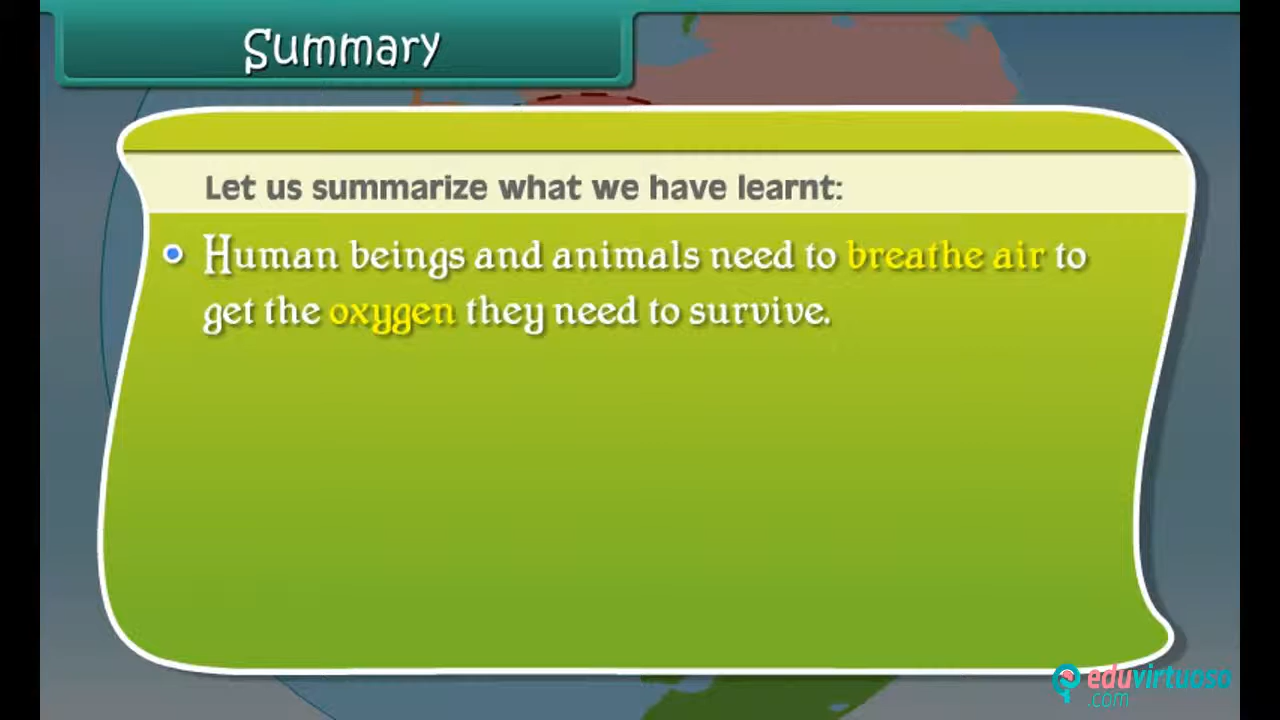 Summary
Let us summarize what we have learnt:
Human beings and animals need to breathe air to
get the oxygen they need to survive.
eduvirtuoso
.com